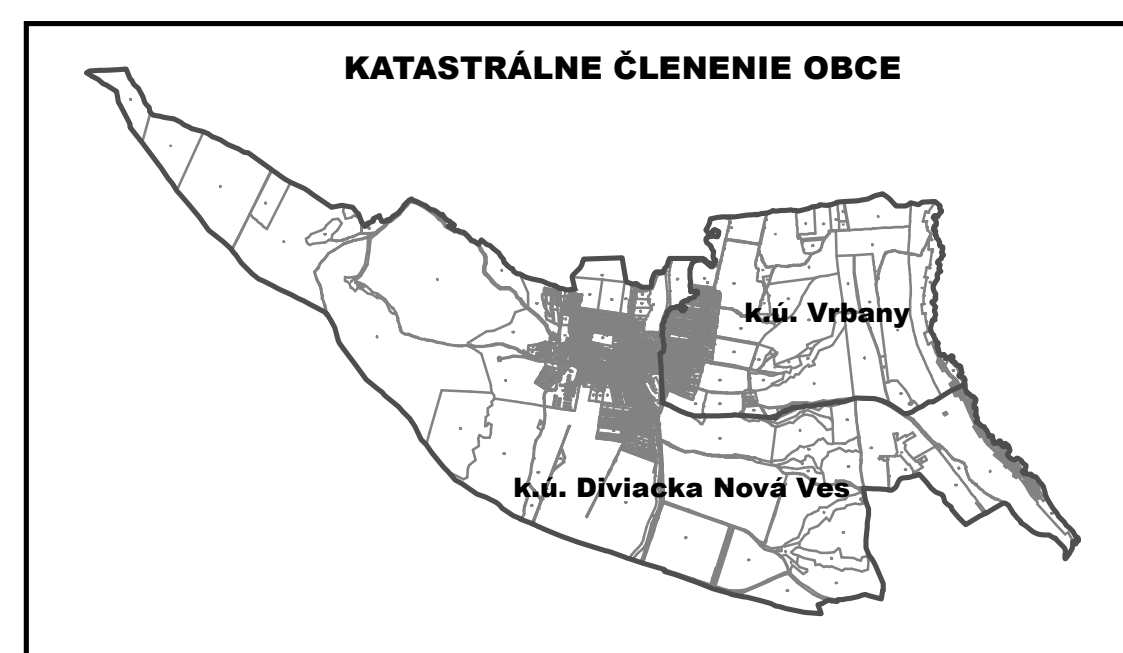 KATASTRÁLNE ČLENENIE OBCE
k.ú. Vrbany
k.ú. Diviacka Nová Ves